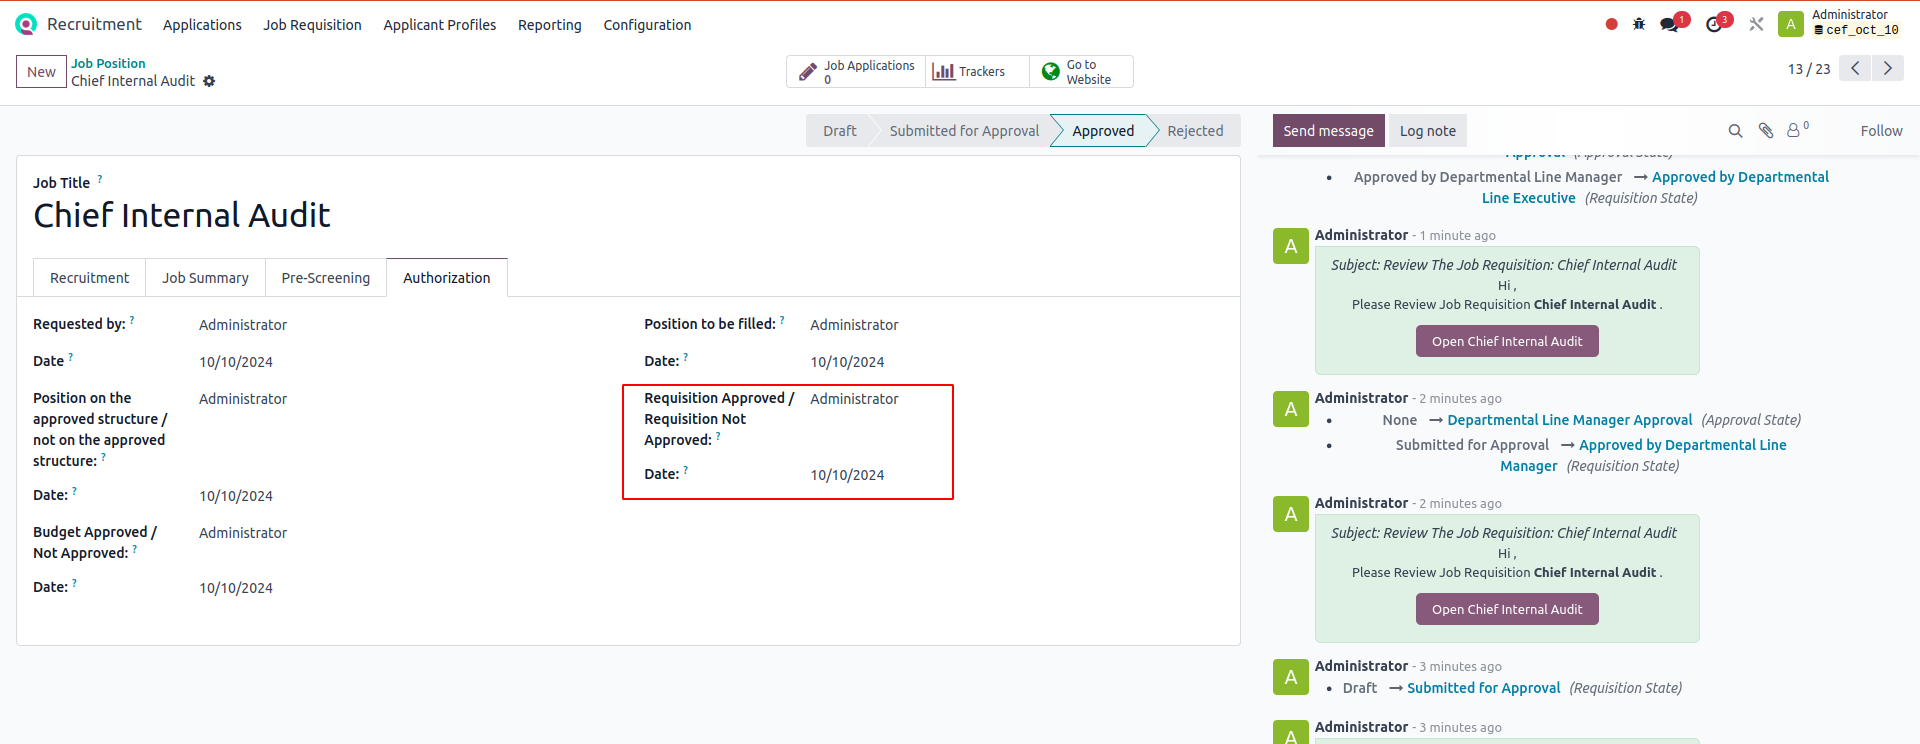 Recruitment Applications Job Requisition Applicant Profiles Reporting Configuration
1 3 A Administrator
cef_oct_10
New Job Position
Chief Internal Audit
Job Applications
0
Trackers
Go to
Website
13 / 23
Draft Submitted for Approval Approved Rejected
Send message Log note 0 Follow
Job Title ?
Chief Internal Audit
Recruitment Job Summary Pre-Screening Authorization
Requested by: ? Administrator
Date ? 10/10/2024
Position on the
approved structure /
not on the approved
structure: ?
Administrator
Date: ? 10/10/2024
Budget Approved /
Not Approved: ?
Administrator
Date: ? 10/10/2024
Position to be filled: ? Administrator
Date: ? 10/10/2024
Requisition Approved /
Requisition Not
Approved: ?
Administrator
Date: ? 10/10/2024
Approval (Approval State)
• Approved by Departmental Line Manager → Approved by Departmental
Line Executive (Requisition State)
A Administrator - 1 minute ago
Subject: Review The Job Requisition: Chief Internal Audit
Hi ,
Please Review Job Requisition Chief Internal Audit .
Open Chief Internal Audit
A Administrator - 2 minutes ago
• None → Departmental Line Manager Approval (Approval State)
• Submitted for Approval → Approved by Departmental Line
Manager (Requisition State)
A Administrator - 2 minutes ago
Subject: Review The Job Requisition: Chief Internal Audit
Hi ,
Please Review Job Requisition Chief Internal Audit .
Open Chief Internal Audit
A Administrator - 3 minutes ago
• Draft → Submitted for Approval (Requisition State)
A Administrator - 3 minutes ago